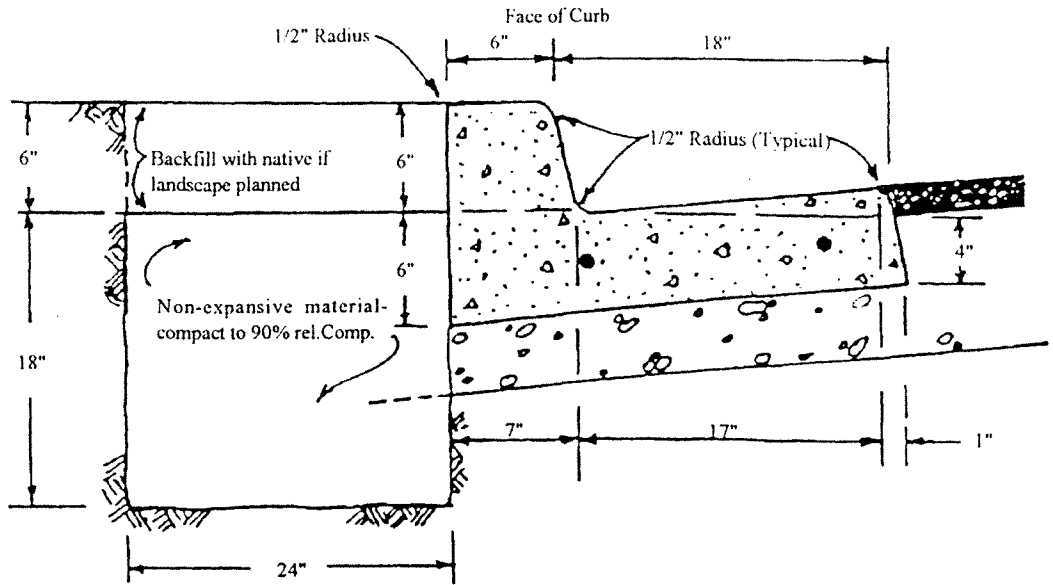 Face of Curb
1/2" Radius
6"
18"
6"
Backfill with native if
landscape planned
6"
1/2" Radius (Typical)
6"
4"
Non-expansive material-
compact to 90% rel.Comp.
18"
7"
17"
1"
24"